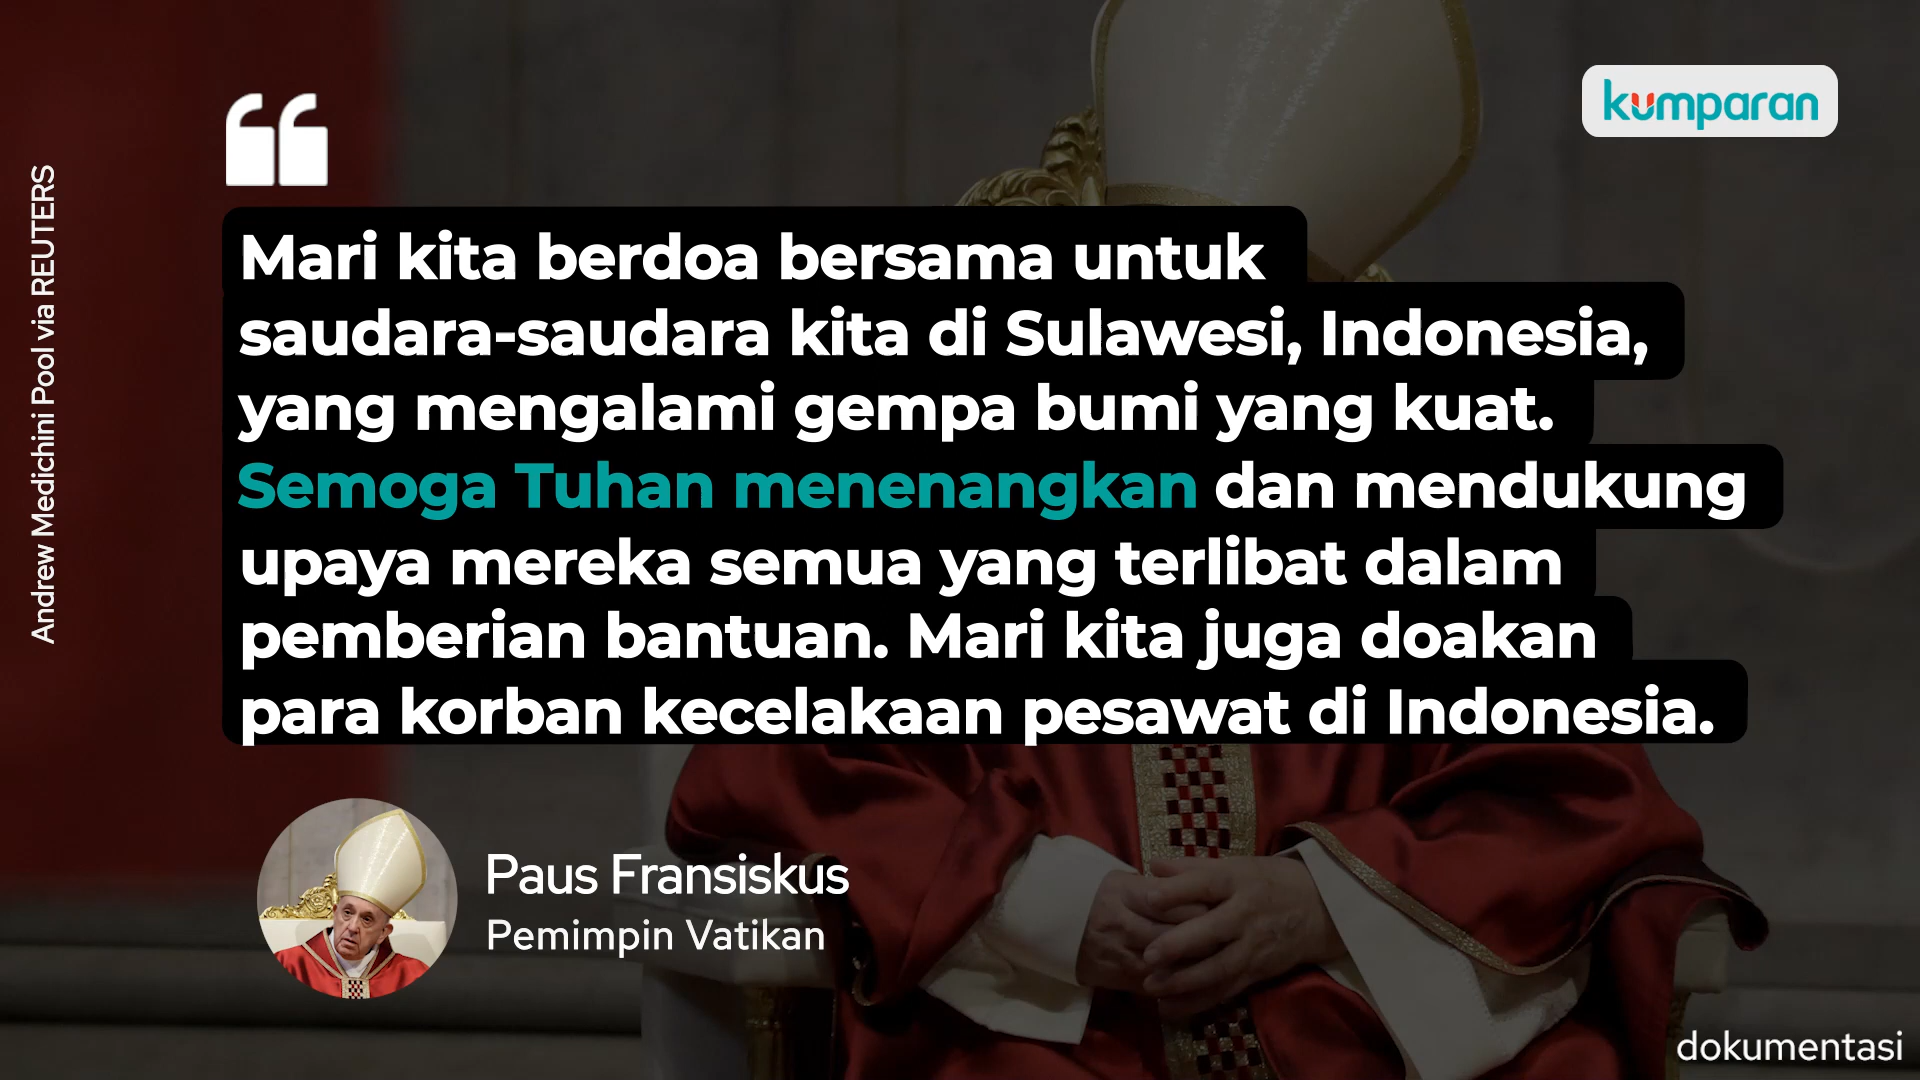 kumparan
Andrew Medichini Pool via REUTERS
Mari kita berdoa bersama untuk
saudara-saudara kita di Sulawesi, Indonesia,
yang mengalami gempa bumi yang kuat.
Semoga Tuhan menenangkan dan mendukung
upaya mereka semua yang terlibat dalam
pemberian bantuan. Mari kita juga doakan
para korban kecelakaan pesawat di Indonesia.
Paus Fransiskus
Pemimpin Vatikan
dokumentasi